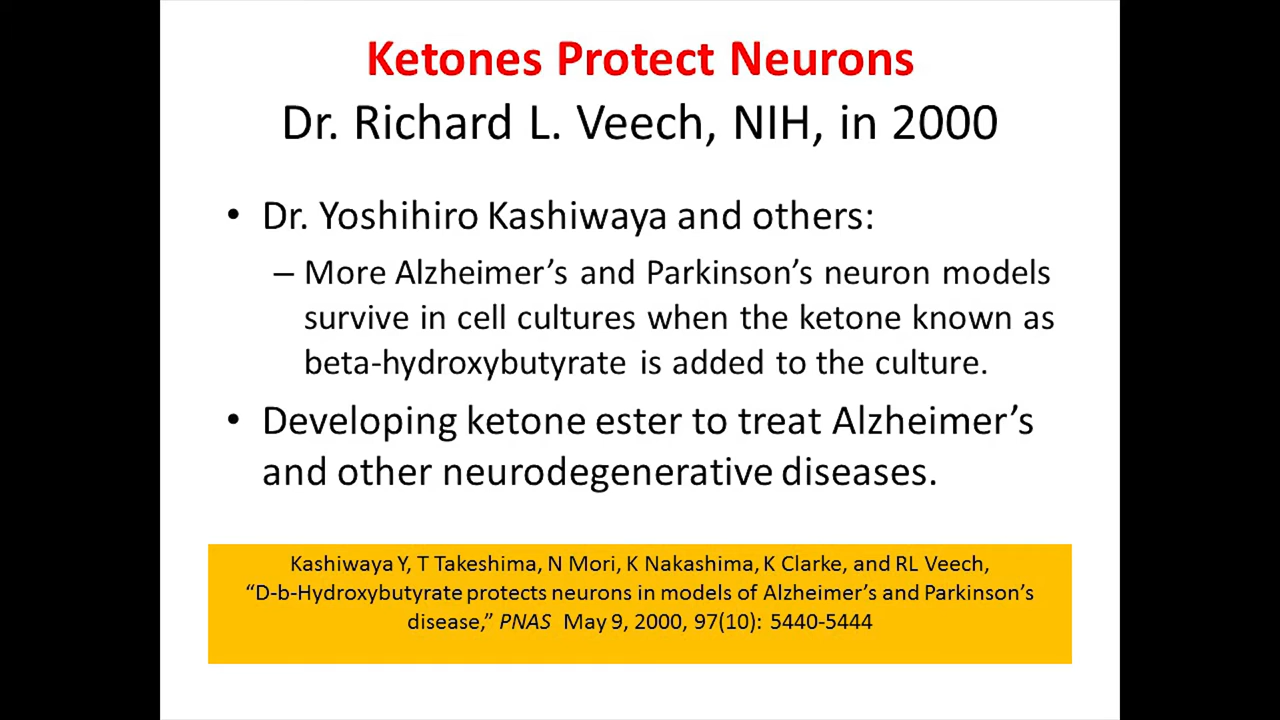 Ketones Protect Neurons
Dr. Richard L. Veech, NIH, in 2000
• Dr. Yoshihiro Kashiwaya and others:
– More Alzheimer’s and Parkinson’s neuron models
survive in cell cultures when the ketone known as
beta-hydroxybutyrate is added to the culture.
• Developing ketone ester to treat Alzheimer’s
and other neurodegenerative diseases.
Kashiwaya Y, T Takeshima, N Mori, K Nakashima, K Clarke, and RL Veech,
“D-b-Hydroxybutyrate protects neurons in models of Alzheimer’s and Parkinson’s
disease,” PNAS May 9, 2000, 97(10): 5440-5444